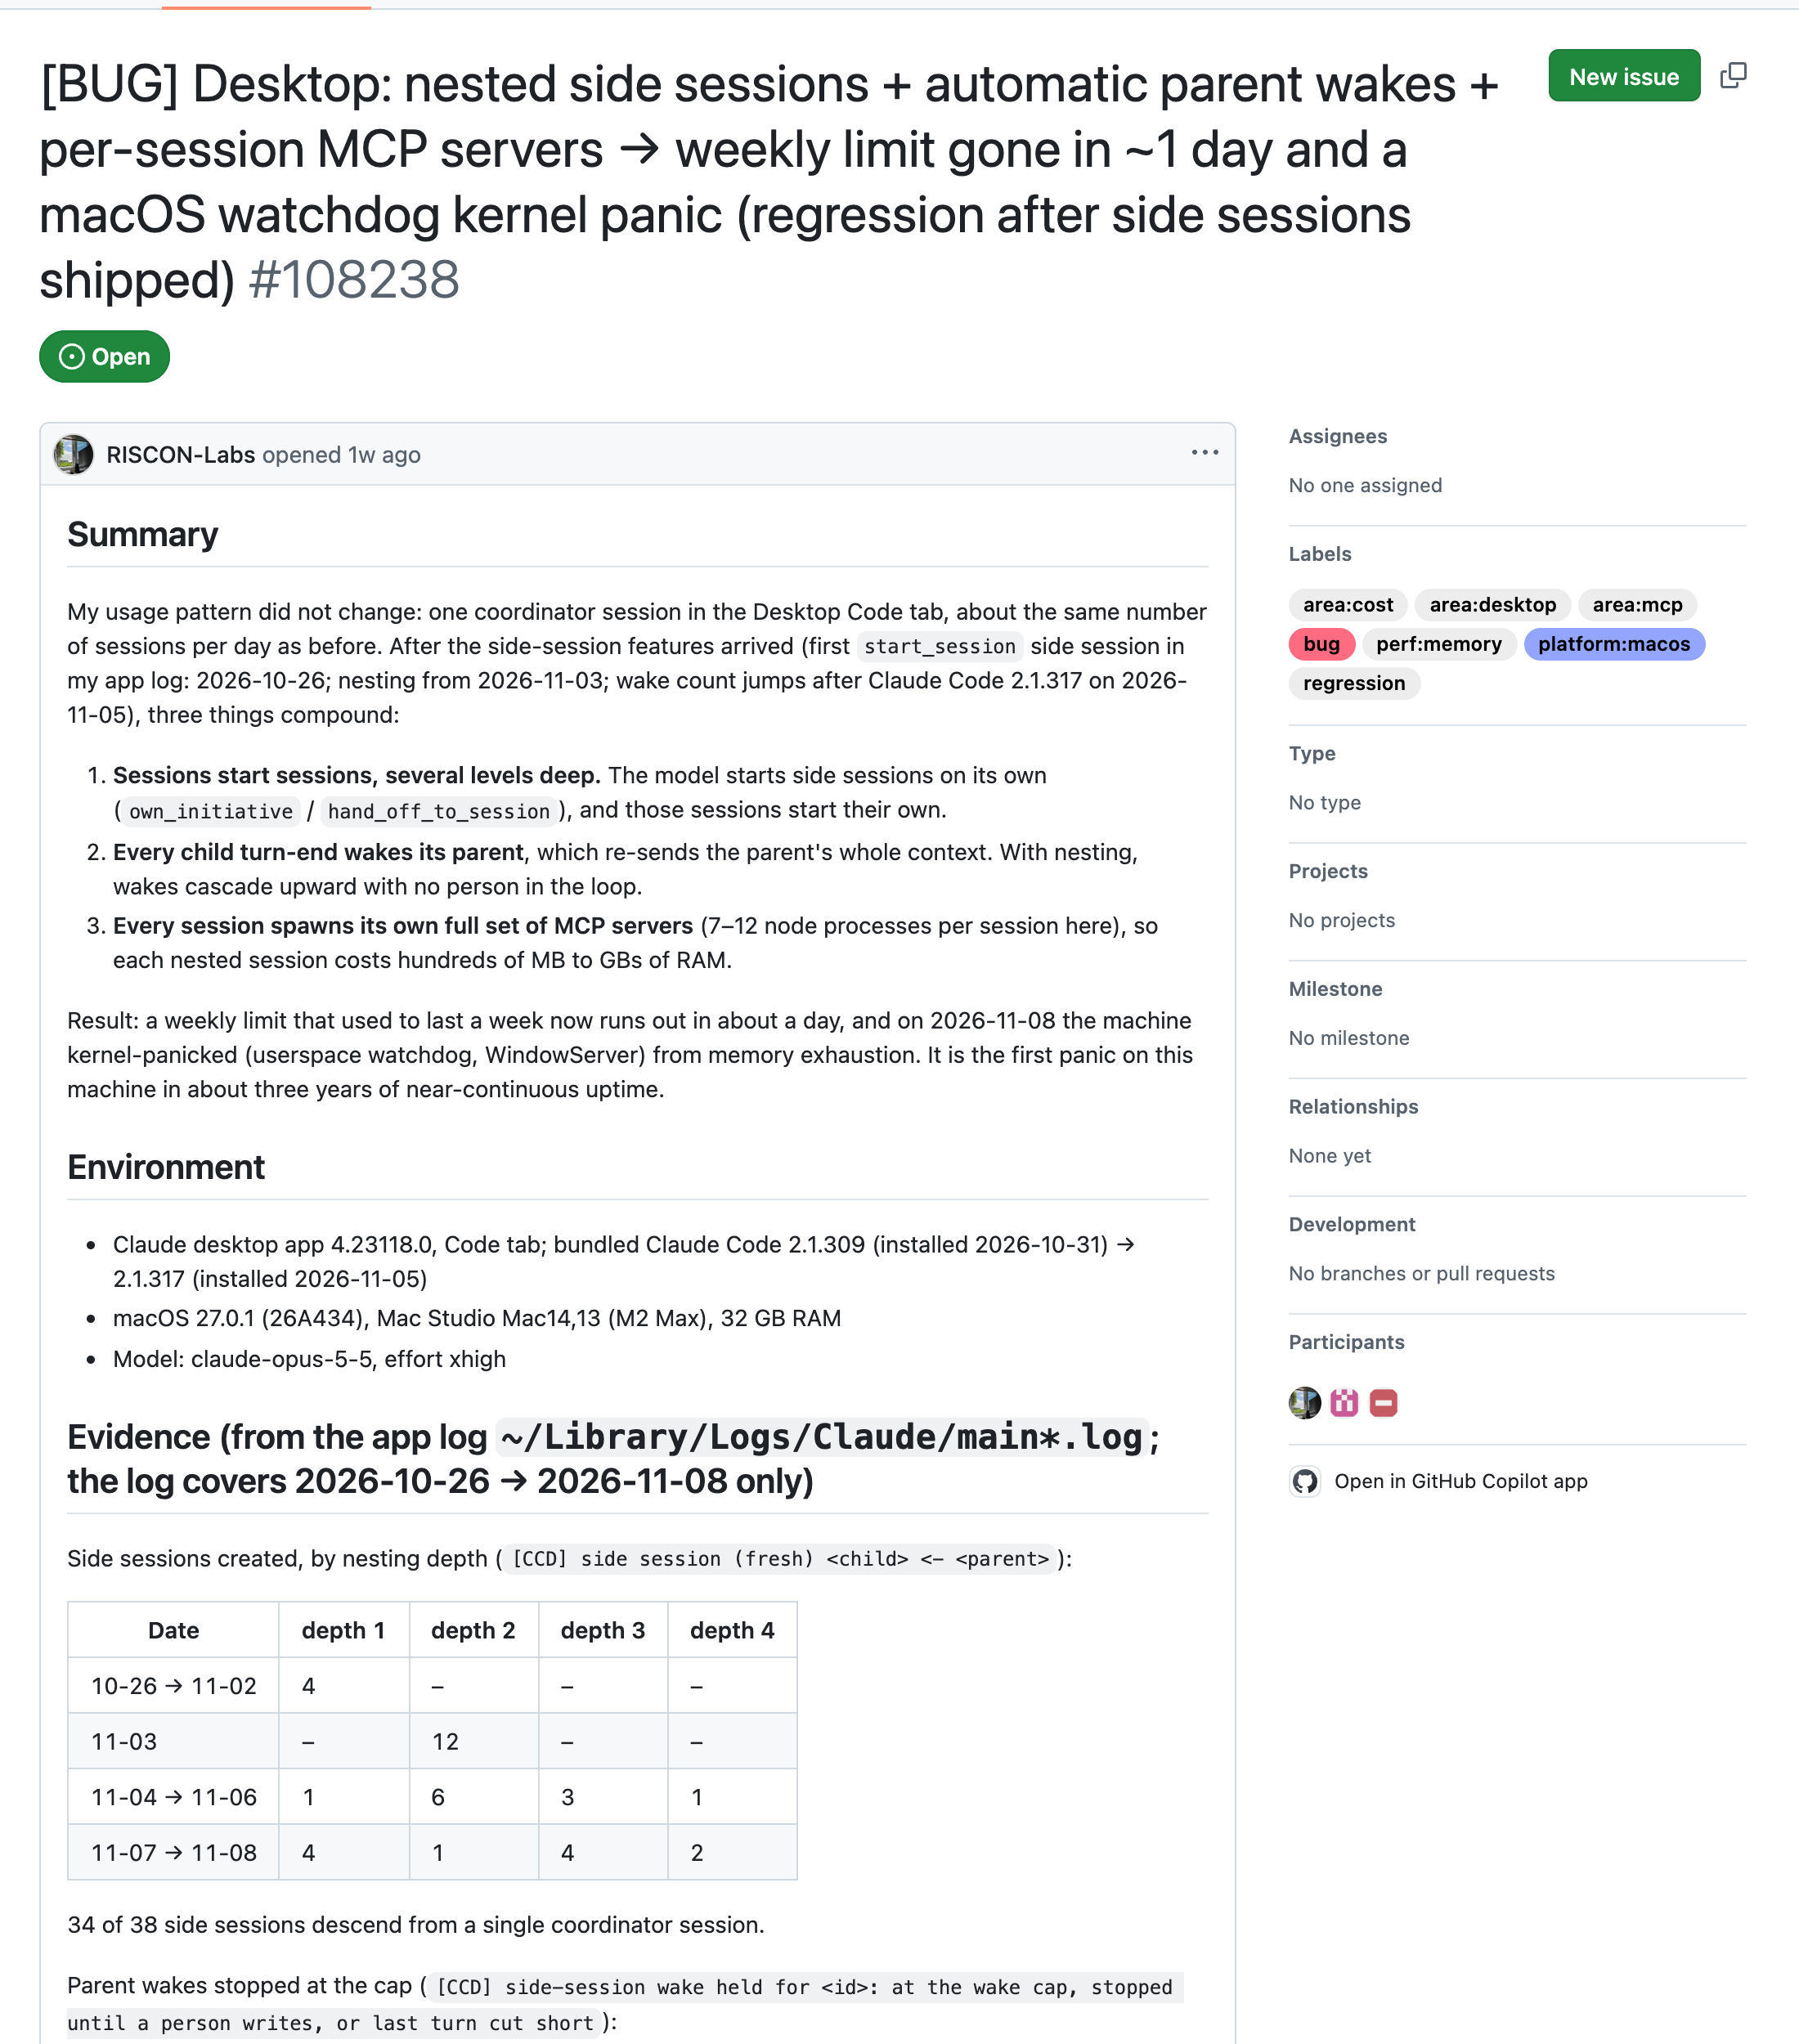 [BUG] Desktop: nested side sessions + automatic parent wakes +
per-session MCP servers → weekly limit gone in ~1 day and a
macOS watchdog kernel panic (regression after side sessions
shipped) #108238
New issue
Open
RISCON-Labs opened 1w ago
Summary
My usage pattern did not change: one coordinator session in the Desktop Code tab, about the same number
of sessions per day as before. After the side-session features arrived (first start_session side session in
my app log: 2026-10-26; nesting from 2026-11-03; wake count jumps after Claude Code 2.1.317 on 2026-
11-05), three things compound:
1. Sessions start sessions, several levels deep. The model starts side sessions on its own
(own_initiative / hand_off_to_session), and those sessions start their own.
2. Every child turn-end wakes its parent, which re-sends the parent's whole context. With nesting,
wakes cascade upward with no person in the loop.
3. Every session spawns its own full set of MCP servers (7–12 node processes per session here), so
each nested session costs hundreds of MB to GBs of RAM.
Result: a weekly limit that used to last a week now runs out in about a day, and on 2026-11-08 the machine
kernel-panicked (userspace watchdog, WindowServer) from memory exhaustion. It is the first panic on this
machine in about three years of near-continuous uptime.
Environment
• Claude desktop app 4.23118.0, Code tab; bundled Claude Code 2.1.309 (installed 2026-10-31) →
2.1.317 (installed 2026-11-05)
• macOS 27.0.1 (26A434), Mac Studio Mac14,13 (M2 Max), 32 GB RAM
• Model: claude-opus-5-5, effort xhigh
Evidence (from the app log ~/Library/Logs/Claude/main*.log;
the log covers 2026-10-26 → 2026-11-08 only)
Side sessions created, by nesting depth ([CCD] side session (fresh) <child> <- <parent>):
Date depth 1 depth 2 depth 3 depth 4
10-26 → 11-02 4 – – –
11-03 – 12 – –
11-04 → 11-06 1 6 3 1
11-07 → 11-08 4 1 4 2
34 of 38 side sessions descend from a single coordinator session.
Parent wakes stopped at the cap ([CCD] side-session wake held for <id>: at the wake cap, stopped
until a person writes, or last turn cut short):
Assignees
No one assigned
Labels
area:cost area:desktop area:mcp
bug perf:memory platform:macos
regression
Type
No type
Projects
No projects
Milestone
No milestone
Relationships
None yet
Development
No branches or pull requests
Participants
Open in GitHub Copilot app